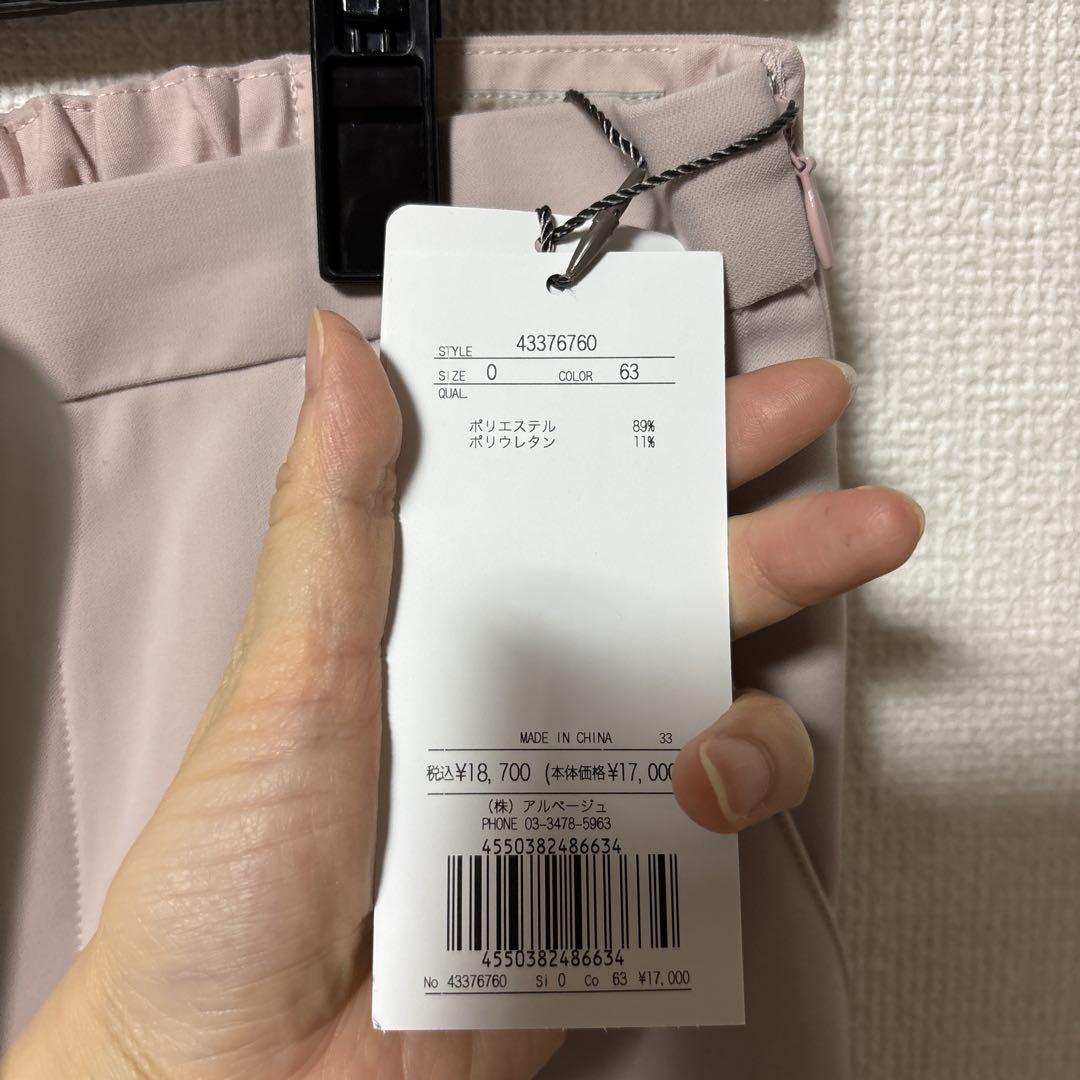 STYLE 43376760
SIZE 0 COLOR 63
QUAL.
ポリエステル 89%
ポリウレタン 11%
MADE IN CHINA 33
税込¥18,700 (本体価格¥17,000
(株) アルページュ
PHONE 03-3478-5963
4550382486634
4550382486634
No 43376760 SI 0 Co 63 ¥17,000